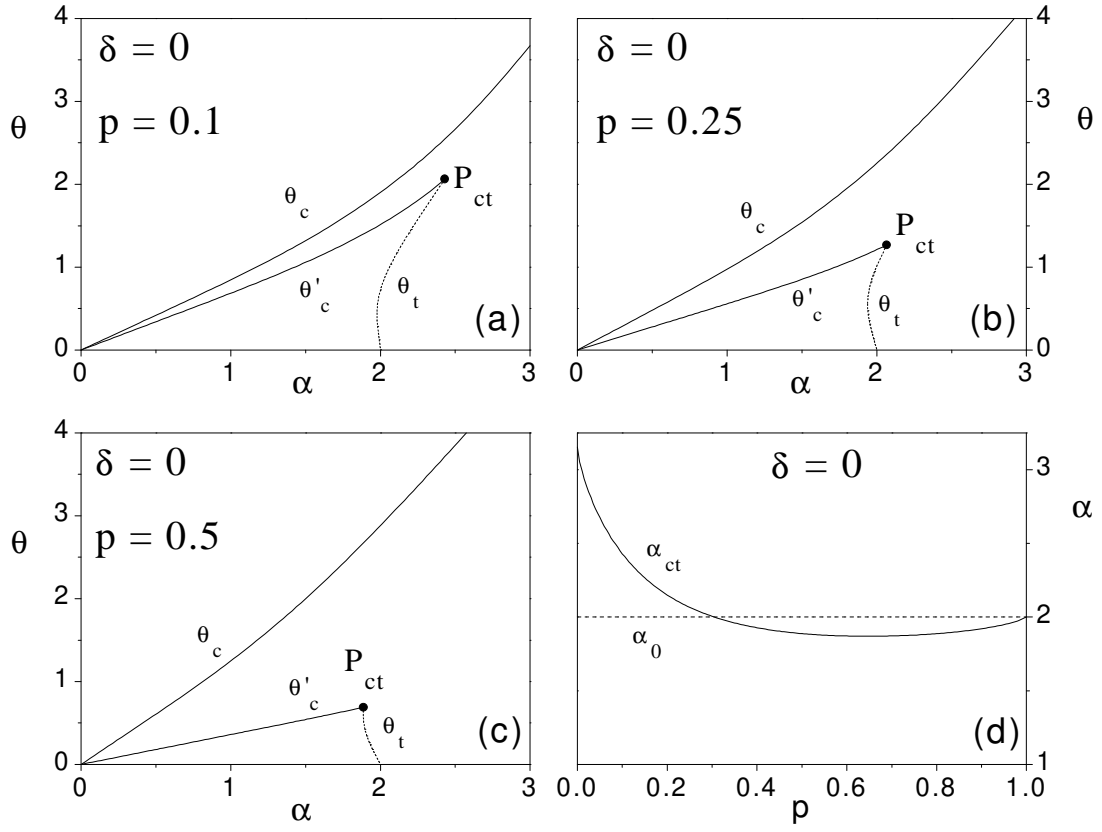 δ = 0
p = 0.1
θ
θc
Pct
θ'c
θt
(a)
0 1 2 3 4
0 1 2 3
α
δ = 0
p = 0.25
θ
θc
Pct
θ'c
θt
(b)
0 1 2 3 4
0 1 2 3
α
δ = 0
p = 0.5
θ
θc
Pct
θ'c
θt
(c)
0 1 2 3 4
0 1 2 3
α
δ = 0
α
αct
α0
(d)
1 2 3
0.0 0.2 0.4 0.6 0.8 1.0
p